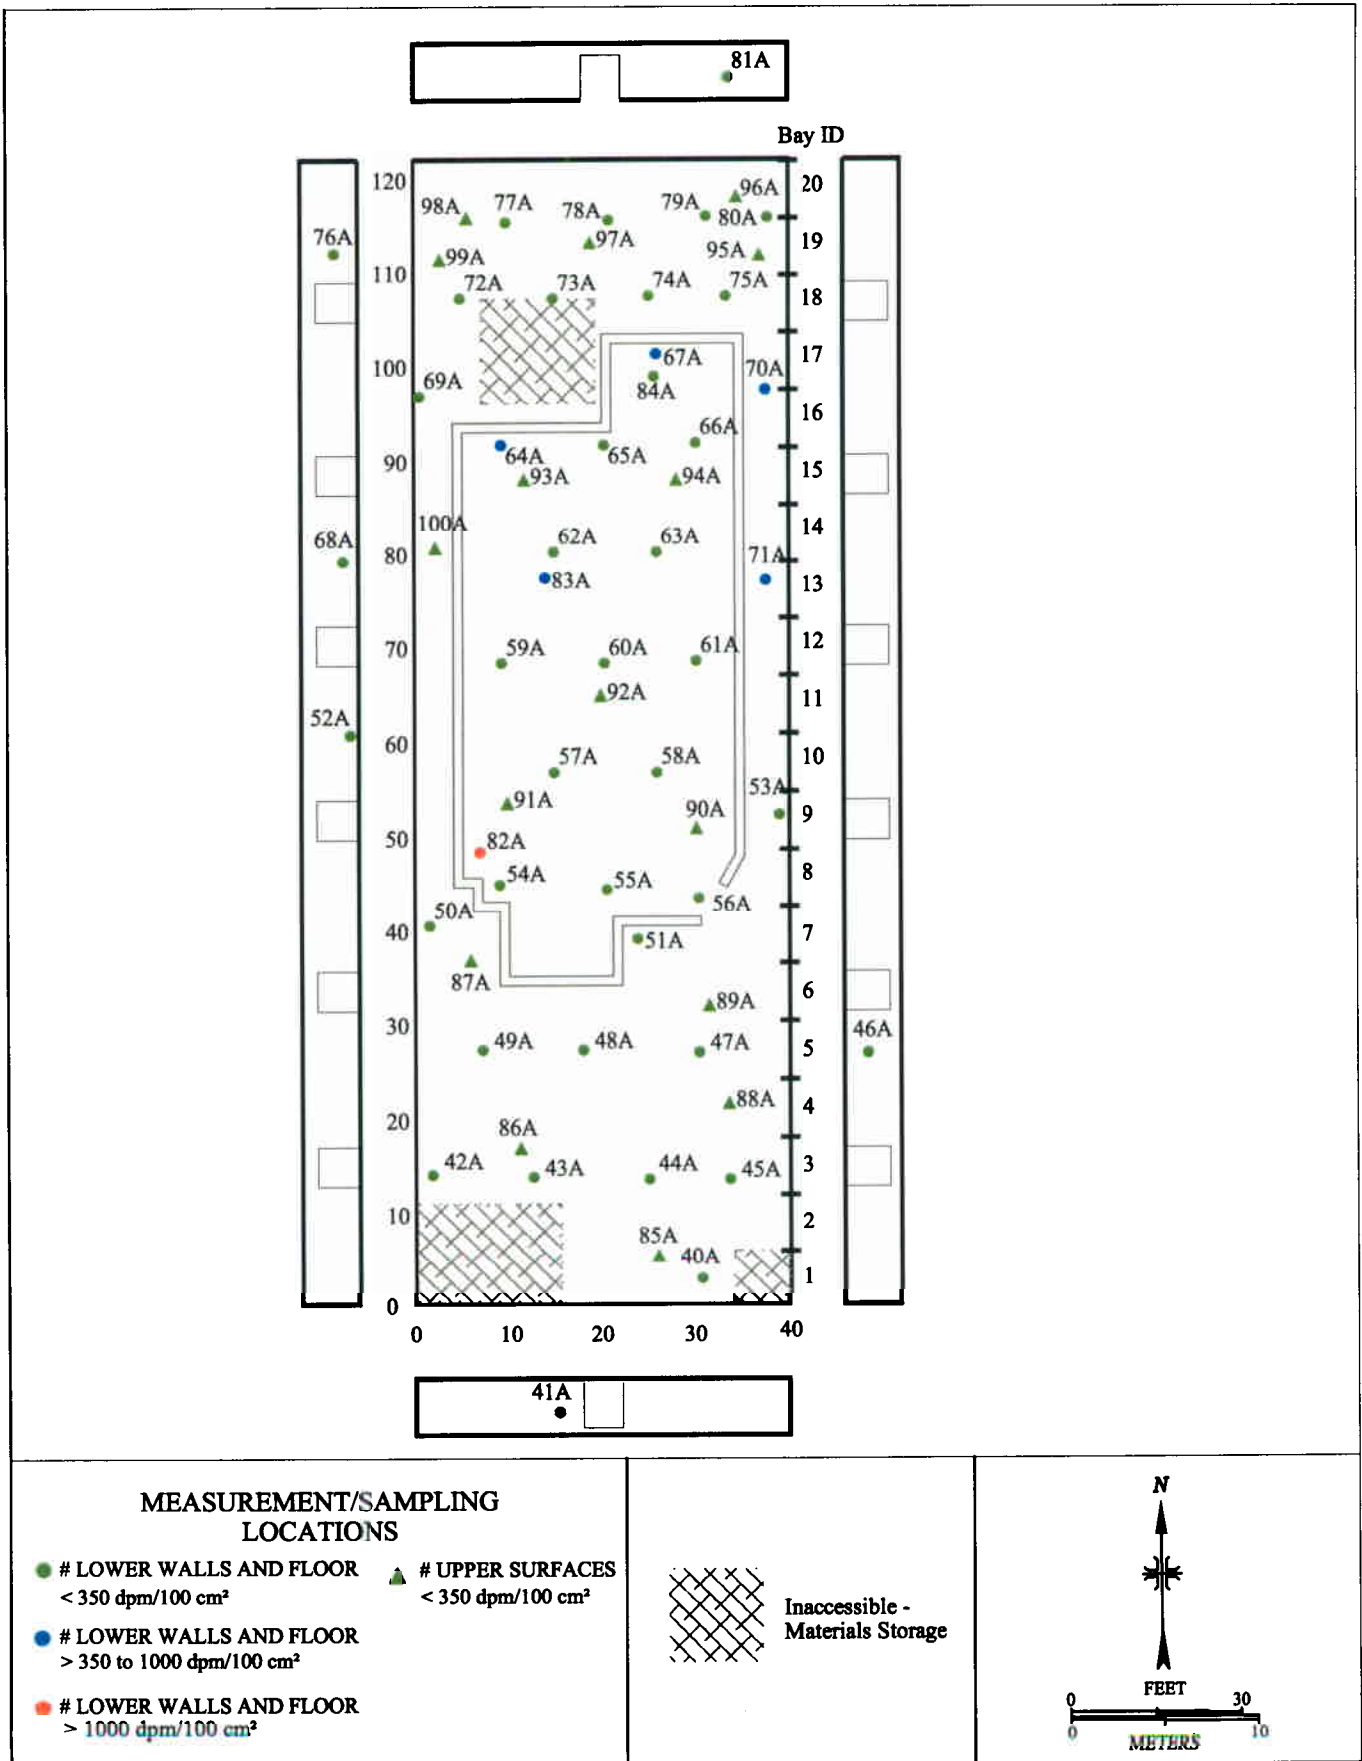 81A
Bay ID
120
20
96A
98A
77A
78A
79A
80A
76A
97A
19
99A
95A
110
72A
73A
74A
75A
18
67A
17
100
70A
69A
84A
16
66A
64A
65A
90
93A
94A
15
100A
14
68A
62A
63A
71A
80
83A
13
59A
60A
61A
12
70
92A
11
52A
60
57A
58A
10
53A
91A
90A
9
50
82A
54A
55A
8
56A
50A
40
51A
7
87A
89A
6
30
49A
48A
47A
5
46A
88A
4
20
86A
42A
43A
44A
45A
3
10
2
85A
40A
1
0
0
10
20
30
40
41A
MEASUREMENT/SAMPLING
LOCATIONS
# LOWER WALLS AND FLOOR
< 350 dpm/100 cm²
# UPPER SURFACES
< 350 dpm/100 cm²
# LOWER WALLS AND FLOOR
> 350 to 1000 dpm/100 cm²
# LOWER WALLS AND FLOOR
> 1000 dpm/100 cm²
Inaccessible -
Materials Storage
N
FEET
0 30
0 10
METERS